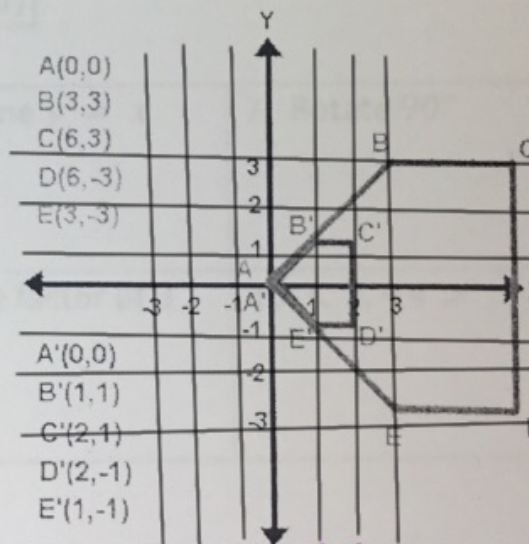 Y
A(0,0)
B(3,3)
C(6,3)
D(6,-3)
E(3,-3)
B
C
3
2
B'
1
C'
A
A'
-3
-2
1
2
3
-1
E'
D'
-2
-3
E
A'(0,0)
B'(1,1)
C'(2,1)
D'(2,-1)
E'(1,-1)